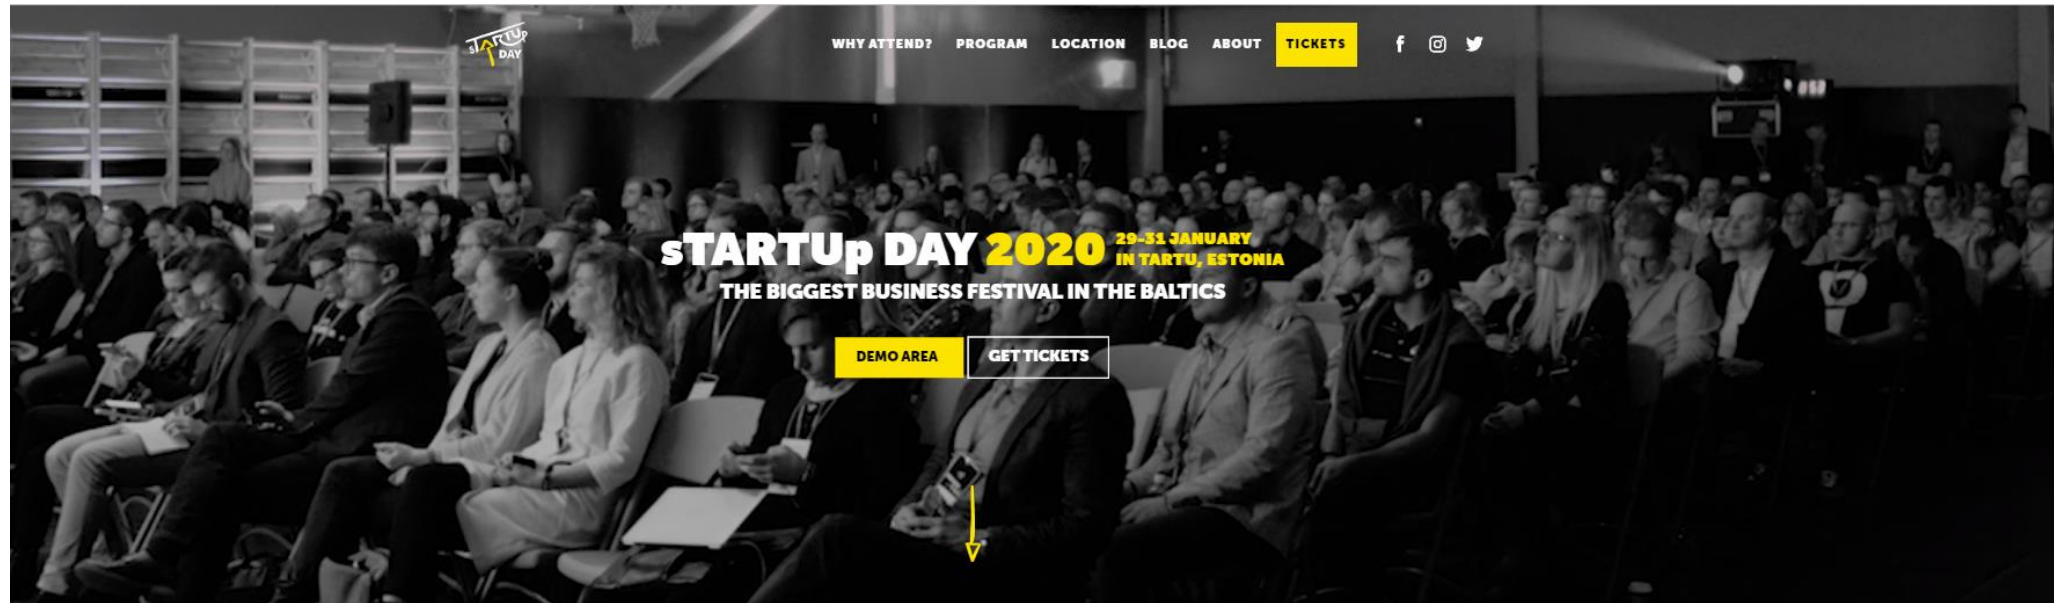 sTARTUp
DAY
WHY ATTEND? PROGRAM LOCATION BLOG ABOUT TICKETS
sTARTUp DAY 2020 29-31 JANUARY
IN TARTU, ESTONIA
THE BIGGEST BUSINESS FESTIVAL IN THE BALTICS
DEMO AREA GET TICKETS